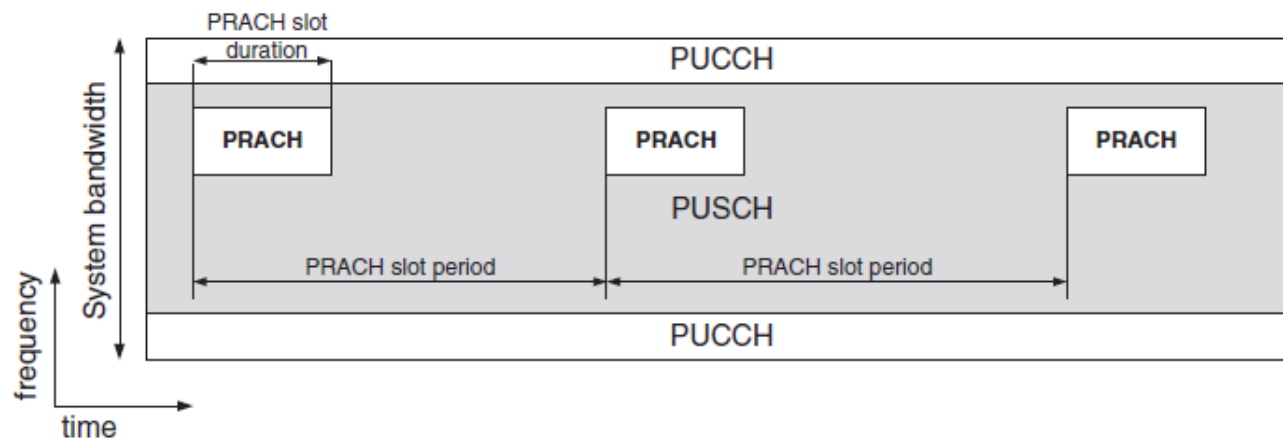 PRACH slot
duration
PUCCH
PRACH
PRACH
PRACH
PUSCH
PRACH slot period
PRACH slot period
PUCCH
System bandwidth
frequency
time